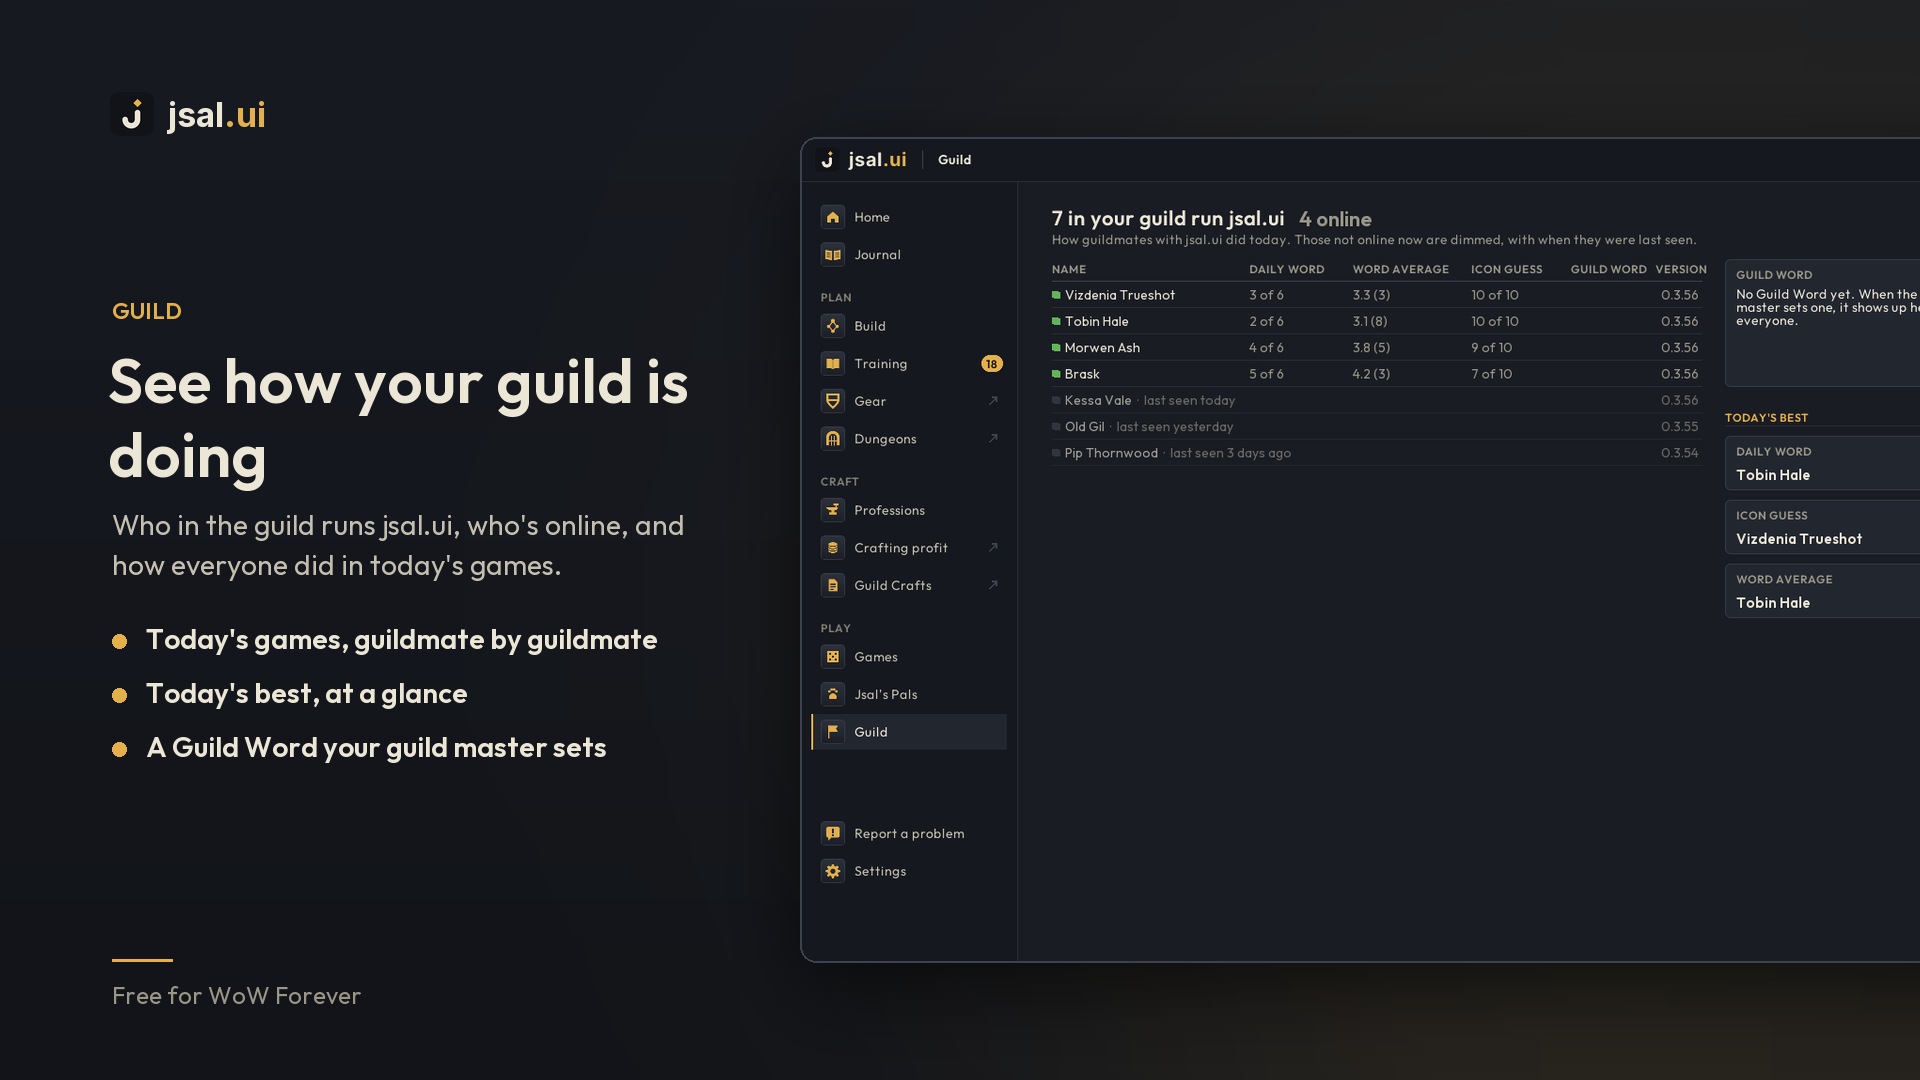 jsal.ui
GUILD
See how your guild is
doing
Who in the guild runs jsal.ui, who's online, and
how everyone did in today's games.
Today's games, guildmate by guildmate
Today's best, at a glance
A Guild Word your guild master sets
Free for WoW Forever
jsal.ui Guild
Home
Journal
PLAN
Build
Training 18
Gear
Dungeons
CRAFT
Professions
Crafting profit
Guild Crafts
PLAY
Games
Jsal's Pals
Guild
Report a problem
Settings
7 in your guild run jsal.ui 4 online
How guildmates with jsal.ui did today. Those not online now are dimmed, with when they were last seen.
NAME DAILY WORD WORD AVERAGE ICON GUESS GUILD WORD VERSION
Vizdenia Trueshot 3 of 6 3.3 (3) 10 of 10 0.3.56
Tobin Hale 2 of 6 3.1 (8) 10 of 10 0.3.56
Morwen Ash 4 of 6 3.8 (5) 9 of 10 0.3.56
Brask 5 of 6 4.2 (3) 7 of 10 0.3.56
Kessa Vale · last seen today 0.3.56
Old Gil · last seen yesterday 0.3.55
Pip Thornwood · last seen 3 days ago 0.3.54
GUILD WORD
No Guild Word yet. When the
master sets one, it shows up
everyone.
TODAY'S BEST
DAILY WORD
Tobin Hale
ICON GUESS
Vizdenia Trueshot
WORD AVERAGE
Tobin Hale